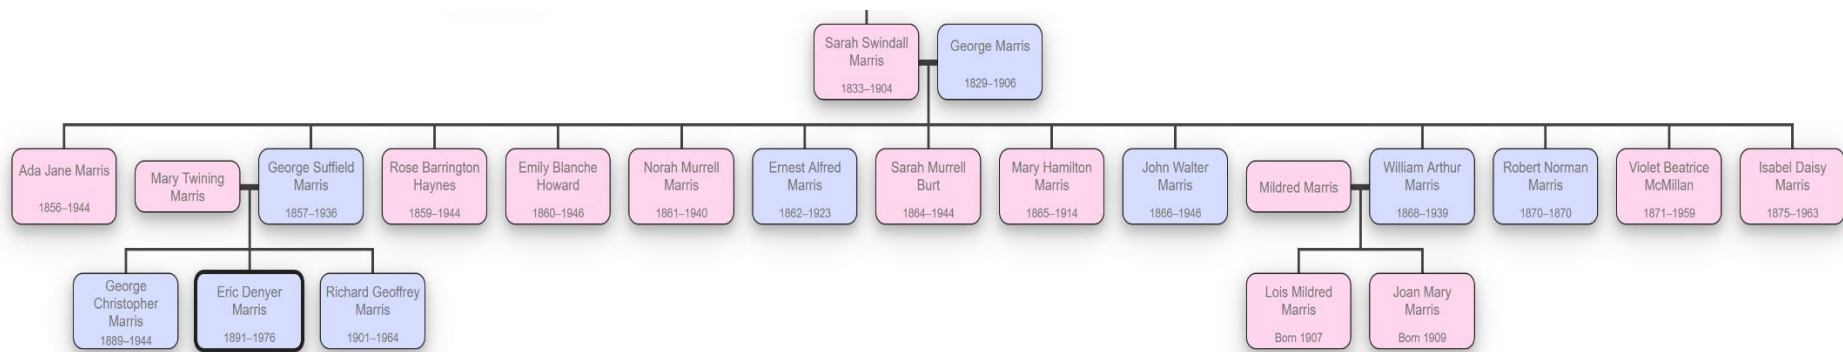 Sarah Swindall
Marris
1833–1904
George Marris
1829–1906
Ada Jane Marris
1856–1944
Mary Twining
Marris
George Suffield
Marris
1857–1936
Rose Barrington
Haynes
1859–1944
Emily Blanche
Howard
1860–1946
Norah Murrell
Marris
1861–1940
Ernest Alfred
Marris
1862–1923
Sarah Murrell
Burt
1864–1944
Mary Hamilton
Marris
1865–1914
John Walter
Marris
1866–1946
Mildred Marris
William Arthur
Marris
1868–1939
Robert Norman
Marris
1870–1870
Violet Beatrice
McMillan
1871–1959
Isabel Daisy
Marris
1875–1963
George
Christopher
Marris
1889–1944
Eric Denyer
Marris
1891–1976
Richard Geoffrey
Marris
1901–1964
Lois Mildred
Marris
Born 1907
Joan Mary
Marris
Born 1909